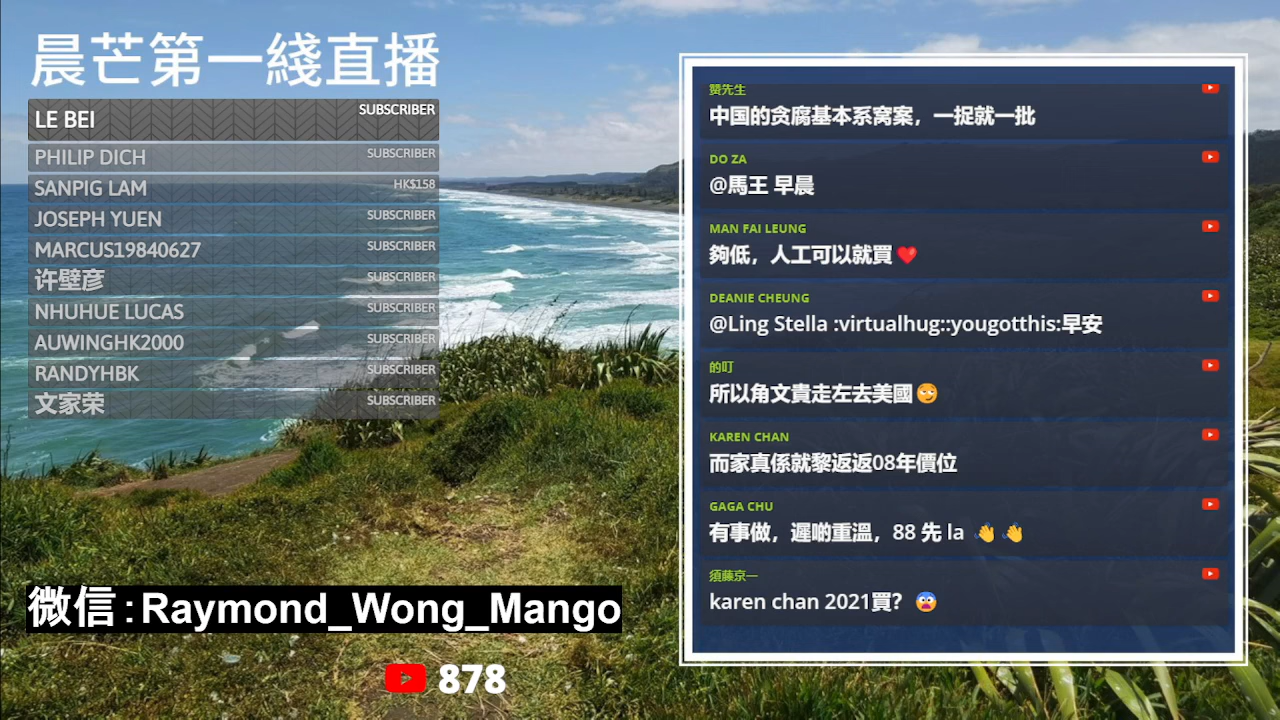 晨芒第一綫直播
LE BEI SUBSCRIBER
PHILIP DICH SUBSCRIBER
SANPIG LAM HK$158
JOSEPH YUEN SUBSCRIBER
MARCUS19840627 SUBSCRIBER
许壁彦 SUBSCRIBER
NHUHUE LUCAS SUBSCRIBER
AUWINGHK2000 SUBSCRIBER
RANDYHBK SUBSCRIBER
文家荣 SUBSCRIBER
微信:Raymond_Wong_Mango
878
赞先生
中国的贪腐基本系窝案，一捉就一批
DO ZA
@馬王 早晨
MAN FAI LEUNG
夠低，人工可以就買❤️
DEANIE CHEUNG
@Ling Stella :virtualhug::yougotthis:早安
的叮
所以角文貴走左去美國🙄
KAREN CHAN
而家真係就黎返返08年價位
GAGA CHU
有事做，遲啲重溫，88 先 la 👋 👋
須藤京一
karen chan 2021買？ 😨